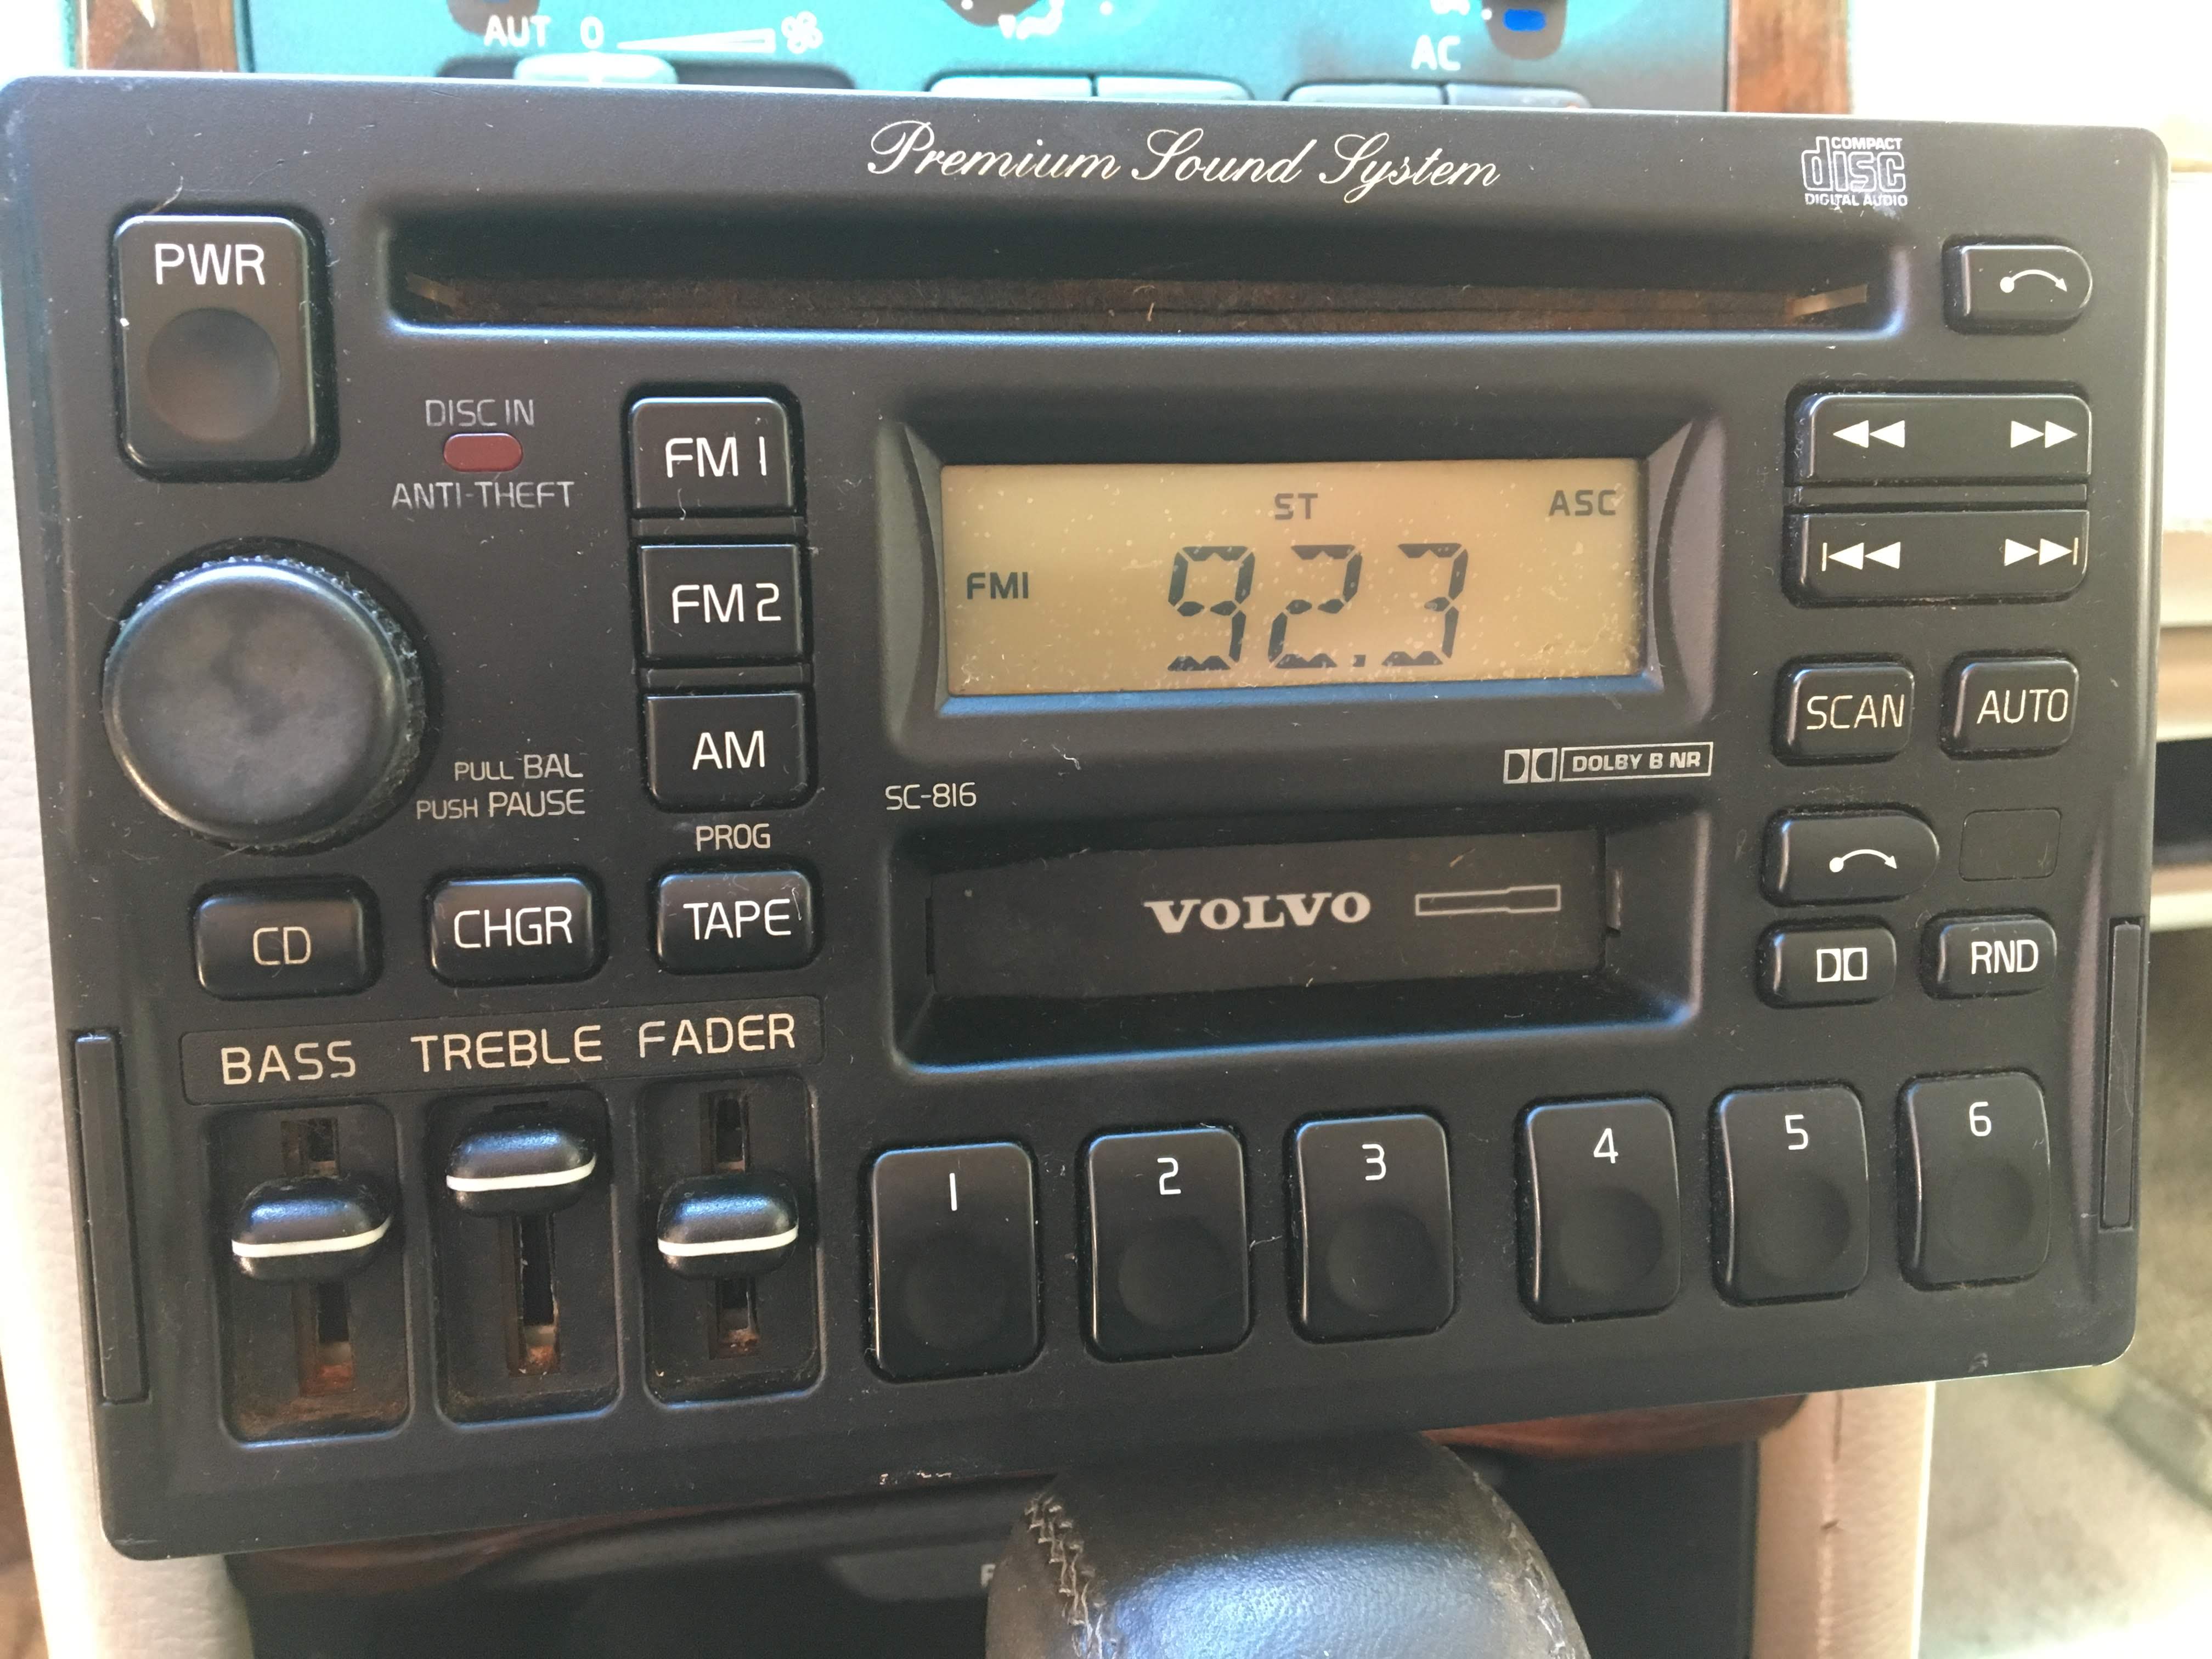 AUT 0
AC
Premium Sound System
COMPACT
disc
DIGITAL AUDIO
PWR
DISC IN
ANTI-THEFT
FM 1
FM 2
AM
ST
ASC
FM1
92.3
SCAN
AUTO
PULL BAL
PUSH PAUSE
SC-816
DOLBY B NR
PROG
CD
CHGR
TAPE
VOLVO
RND
BASS
TREBLE
FADER
1
2
3
4
5
6